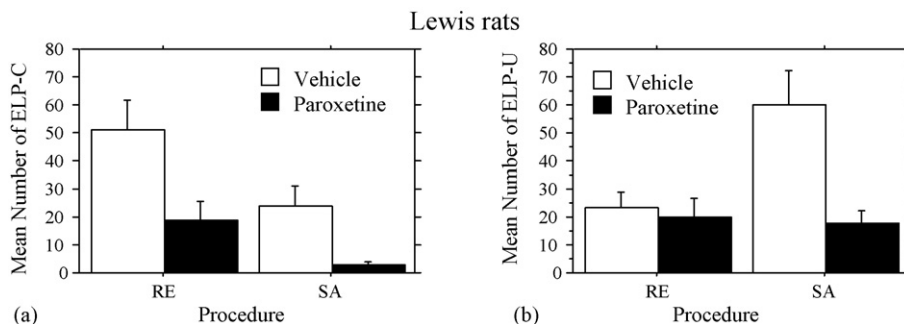 Lewis rats
Mean Number of ELP-C
80
70
60
50
40
30
20
10
0
Vehicle
Paroxetine
RE SA
(a) Procedure
Mean Number of ELP-U
80
70
60
50
40
30
20
10
0
Vehicle
Paroxetine
RE SA
(b) Procedure